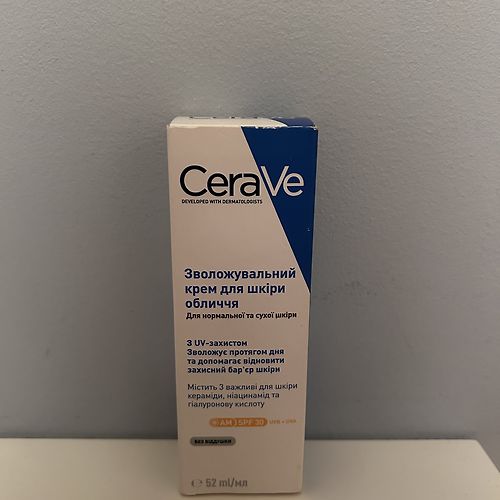 CeraVe
DEVELOPED WITH DERMATOLOGISTS
Зволожувальний
крем для шкіри
обличчя
Для нормальної та сухої шкіри
З UV-захистом
Зволожує протягом дня
та допомагає відновити
захисний бар'єр шкіри
Містить 3 важливі для шкіри
кераміди, ніацинамід та
гіалуронову кислоту
AM SPF 30 UVB + UVA
БЕЗ ВІДДУШКИ
℮ 52 ml/мл